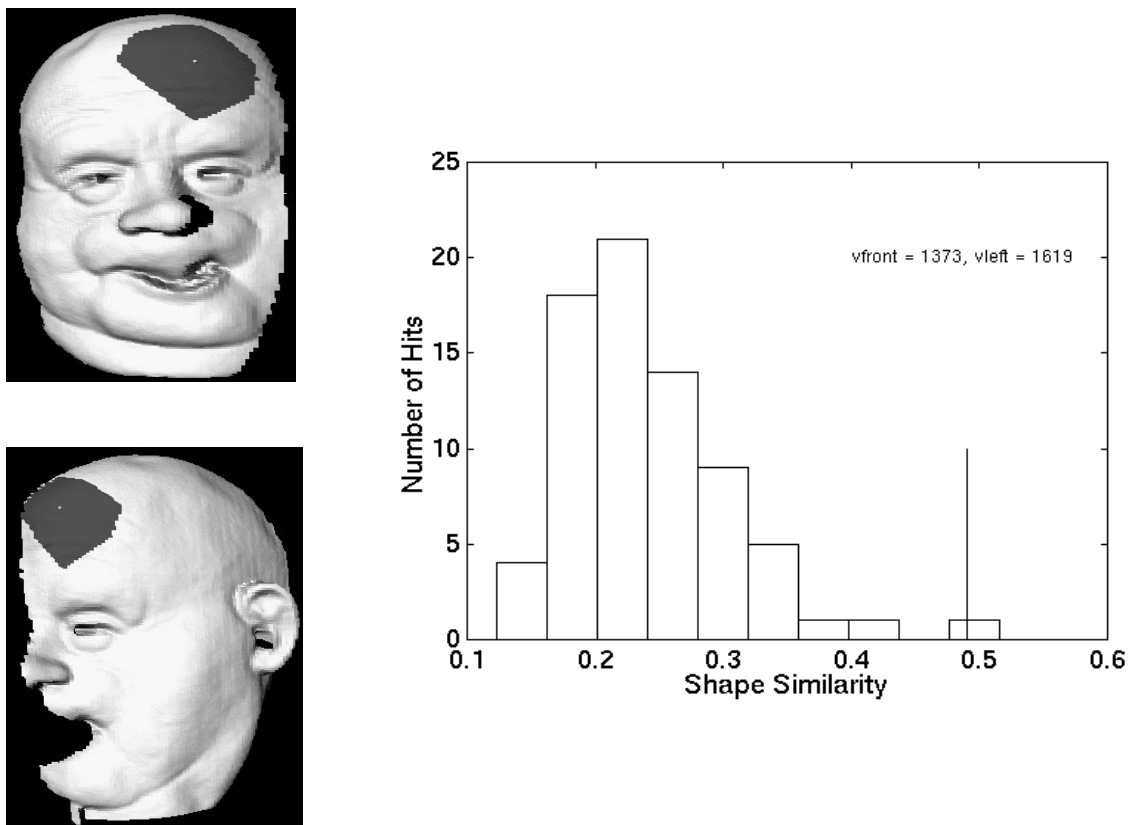 25
20
15
10
5
0
Number of Hits
vfront = 1373, vleft = 1619
0.1 0.2 0.3 0.4 0.5 0.6
Shape Similarity